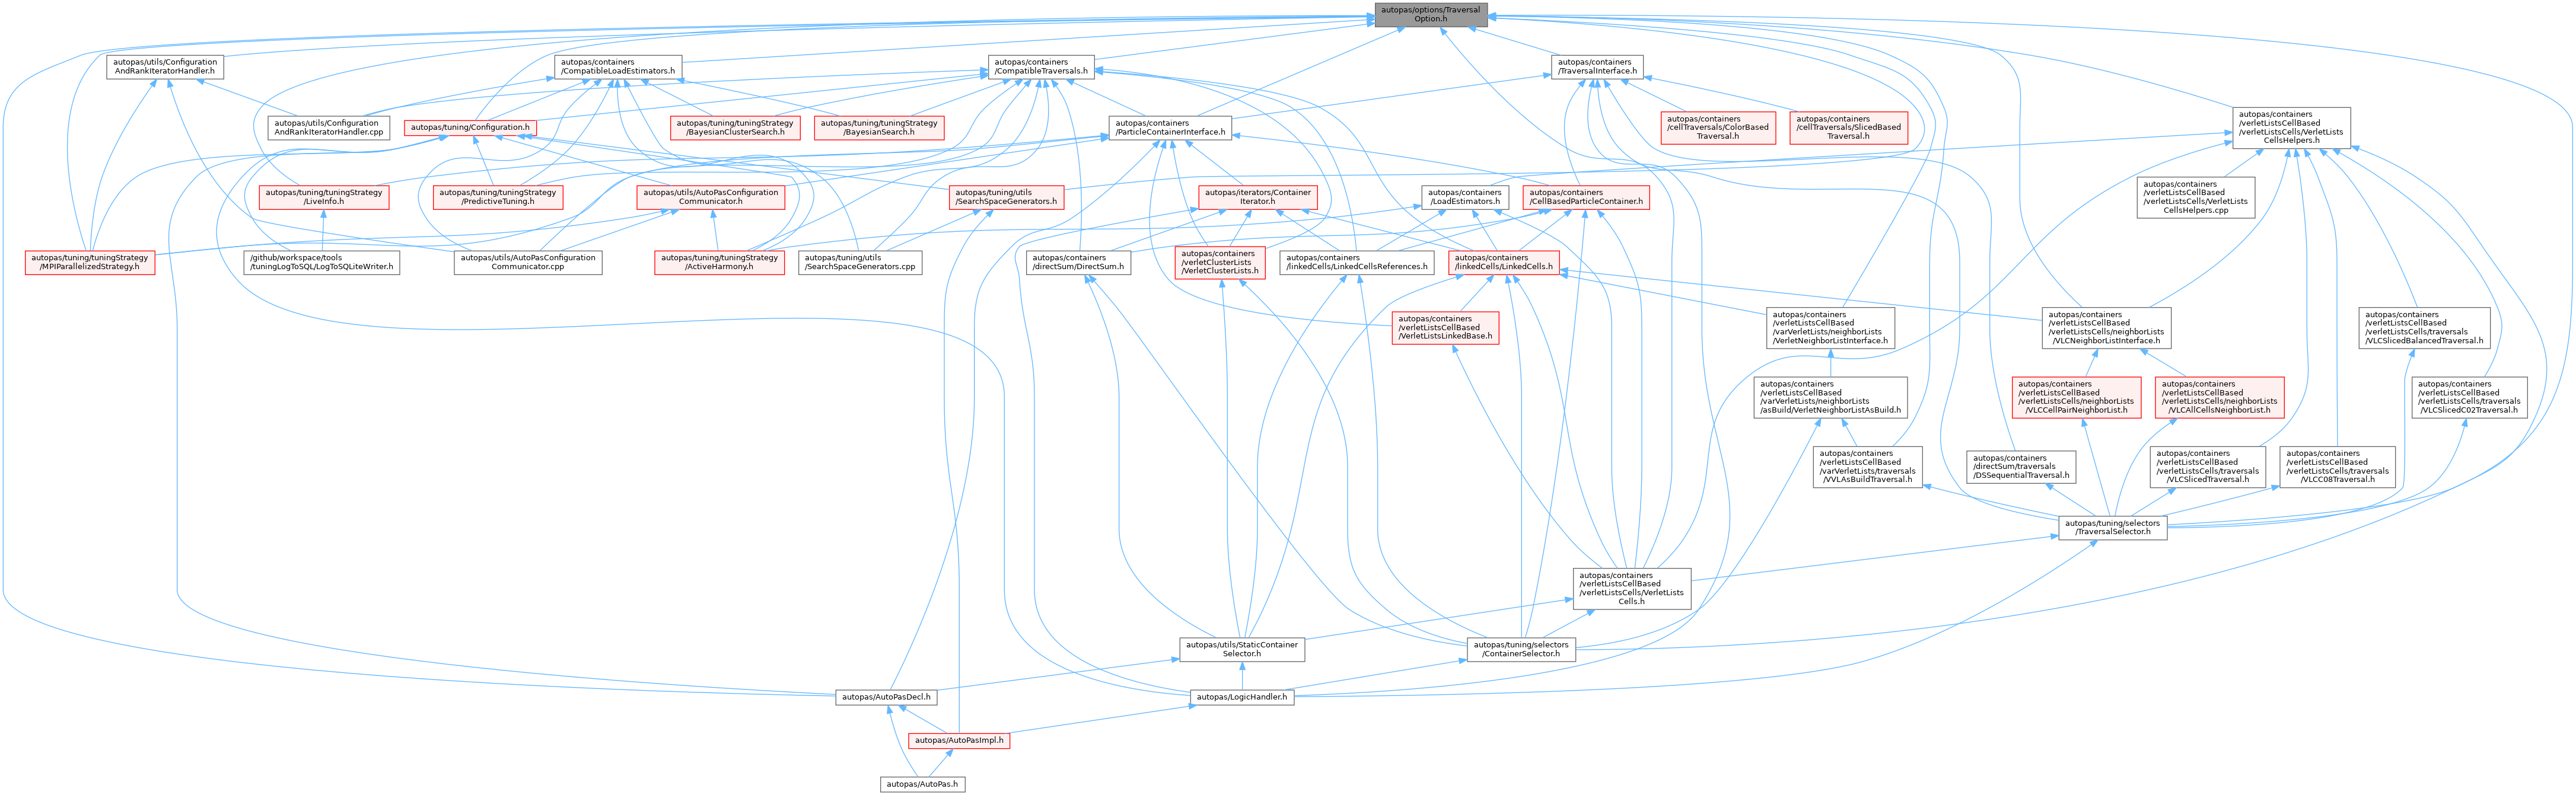 autopas/options/Traversal
Option.h
autopas/utils/Configuration
AndRankIteratorHandler.h
autopas/containers
/CompatibleLoadEstimators.h
autopas/containers
/CompatibleTraversals.h
autopas/containers
/TraversalInterface.h
autopas/utils/Configuration
AndRankIteratorHandler.cpp
autopas/tuning/Configuration.h
autopas/tuning/tuningStrategy
/BayesianClusterSearch.h
autopas/tuning/tuningStrategy
/BayesianSearch.h
autopas/containers
/ParticleContainerInterface.h
autopas/containers
/cellTraversals/ColorBased
Traversal.h
autopas/containers
/cellTraversals/SlicedBased
Traversal.h
autopas/containers
/verletListsCellBased
/verletListsCells/VerletLists
CellsHelpers.h
autopas/tuning/tuningStrategy
/LiveInfo.h
autopas/tuning/tuningStrategy
/PredictiveTuning.h
autopas/utils/AutoPasConfiguration
Communicator.h
autopas/tuning/utils
/SearchSpaceGenerators.h
autopas/iterators/Container
Iterator.h
autopas/containers
/LoadEstimators.h
autopas/containers
/CellBasedParticleContainer.h
autopas/containers
/verletListsCellBased
/verletListsCells/VerletLists
CellsHelpers.cpp
autopas/tuning/tuningStrategy
/MPIParallelizedStrategy.h
/github/workspace/tools
/tuningLogToSQL/LogToSQLiteWriter.h
autopas/utils/AutoPasConfiguration
Communicator.cpp
autopas/tuning/tuningStrategy
/ActiveHarmony.h
autopas/tuning/utils
/SearchSpaceGenerators.cpp
autopas/containers
/directSum/DirectSum.h
autopas/containers
/verletClusterLists
/VerletClusterLists.h
autopas/containers
/linkedCells/LinkedCellsReferences.h
autopas/containers
/linkedCells/LinkedCells.h
autopas/containers
/verletListsCellBased
/VerletListsLinkedBase.h
autopas/containers
/verletListsCellBased
/varVerletLists/neighborLists
/VerletNeighborListInterface.h
autopas/containers
/verletListsCellBased
/verletListsCells/neighborLists
/VLCNeighborListInterface.h
autopas/containers
/verletListsCellBased
/verletListsCells/traversals
/VLCSlicedBalancedTraversal.h
autopas/containers
/verletListsCellBased
/varVerletLists/neighborLists
/asBuild/VerletNeighborListAsBuild.h
autopas/containers
/verletListsCellBased
/verletListsCells/neighborLists
/VLCCellPairNeighborList.h
autopas/containers
/verletListsCellBased
/verletListsCells/neighborLists
/VLCAllCellsNeighborList.h
autopas/containers
/verletListsCellBased
/verletListsCells/traversals
/VLCSlicedC02Traversal.h
autopas/containers
/verletListsCellBased
/varVerletLists/traversals
/VVLAsBuildTraversal.h
autopas/containers
/directSum/traversals
/DSSequentialTraversal.h
autopas/containers
/verletListsCellBased
/verletListsCells/traversals
/VLCSlicedTraversal.h
autopas/containers
/verletListsCellBased
/verletListsCells/traversals
/VLCC08Traversal.h
autopas/tuning/selectors
/TraversalSelector.h
autopas/containers
/verletListsCellBased
/verletListsCells/VerletLists
Cells.h
autopas/utils/StaticContainer
Selector.h
autopas/tuning/selectors
/ContainerSelector.h
autopas/AutoPasDecl.h
autopas/LogicHandler.h
autopas/AutoPasImpl.h
autopas/AutoPas.h